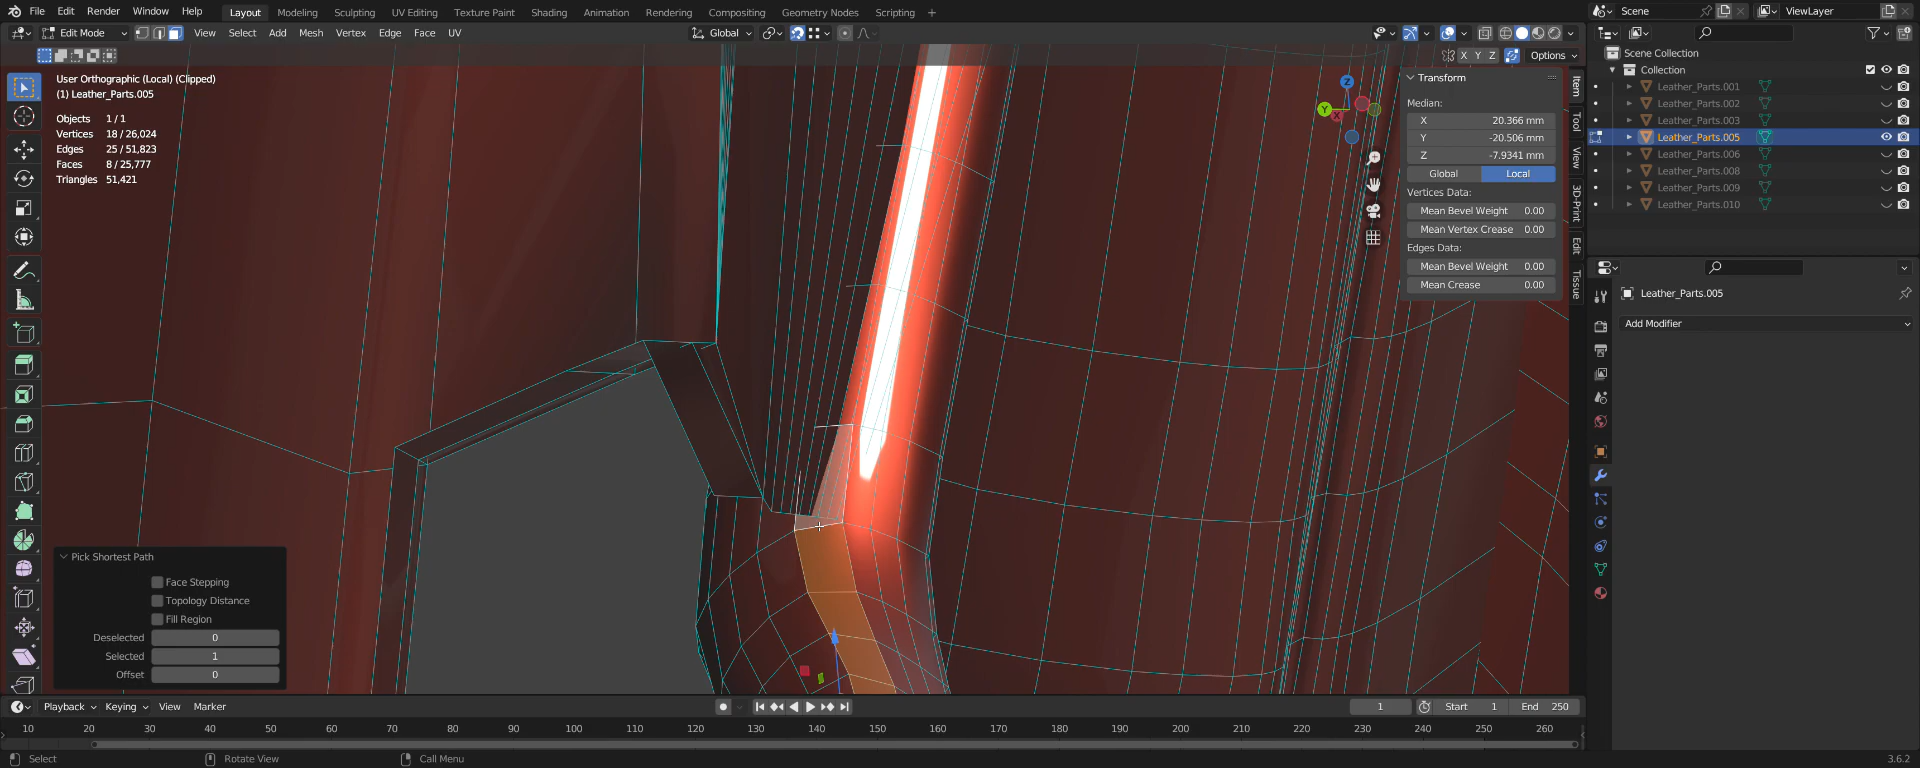 File Edit Render Window Help Layout Modeling Sculpting UV Editing Texture Paint Shading Animation Rendering Compositing Geometry Nodes Scripting + Scene ViewLayer
Edit Mode View Select Add Mesh Vertex Edge Face UV Global
X Y Z Options
User Orthographic (Local) (Clipped)
(1) Leather_Parts.005
Objects 1 / 1
Vertices 18 / 26,024
Edges 25 / 51,823
Faces 8 / 25,777
Triangles 51,421
Z
Y
X
Transform
Median:
X 20.366 mm
Y -20.506 mm
Z -7.9341 mm
Global Local
Vertices Data:
Mean Bevel Weight 0.00
Mean Vertex Crease 0.00
Edges Data:
Mean Bevel Weight 0.00
Mean Crease 0.00
Item
Tool
View
3D-Print
Edit
Tissue
Scene Collection
Collection
Leather_Parts.001
Leather_Parts.002
Leather_Parts.003
Leather_Parts.005
Leather_Parts.006
Leather_Parts.008
Leather_Parts.009
Leather_Parts.010
Leather_Parts.005
Add Modifier
Pick Shortest Path
Face Stepping
Topology Distance
Fill Region
Deselected 0
Selected 1
Offset 0
Playback Keying View Marker 1 Start 1 End 250
10 20 30 40 50 60 70 80 90 100 110 120 130 140 150 160 170 180 190 200 210 220 230 240 250 260
Select Rotate View Call Menu 3.6.2